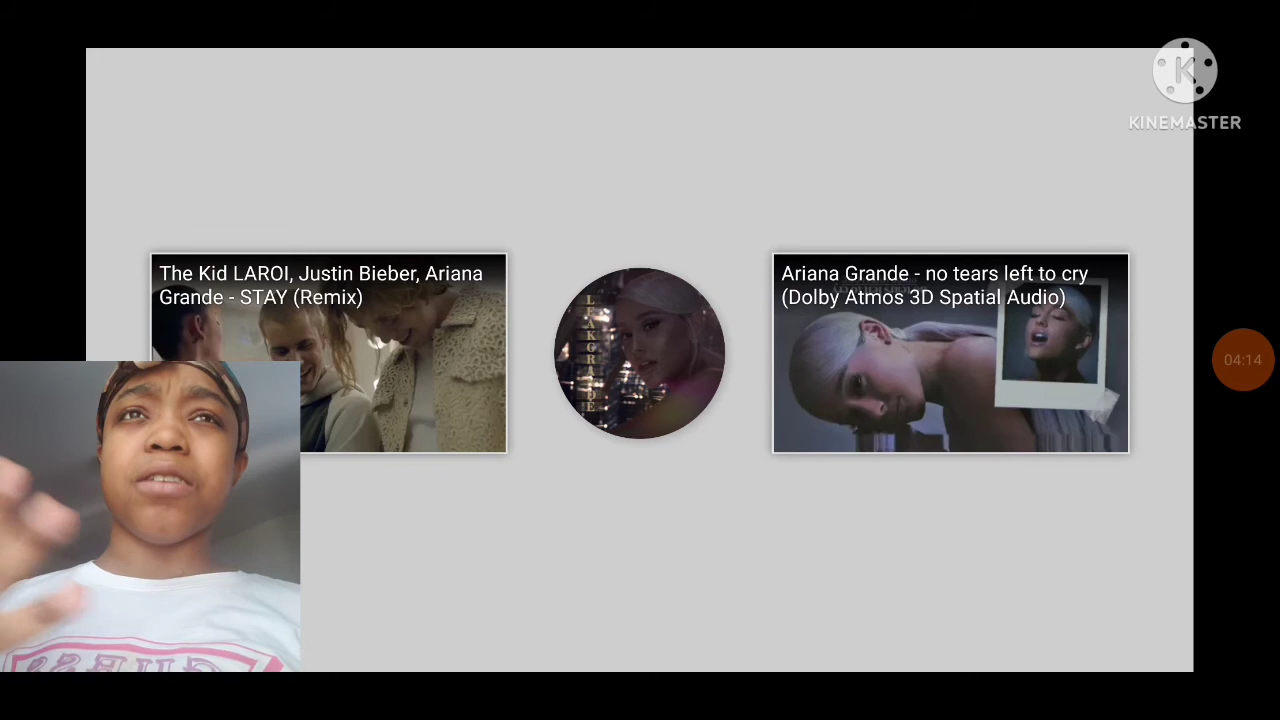 KINEMASTER
The Kid LAROI, Justin Bieber, Ariana
Grande - STAY (Remix)
LEAKGRANDE
Ariana Grande - no tears left to cry
(Dolby Atmos 3D Spatial Audio)
04:14